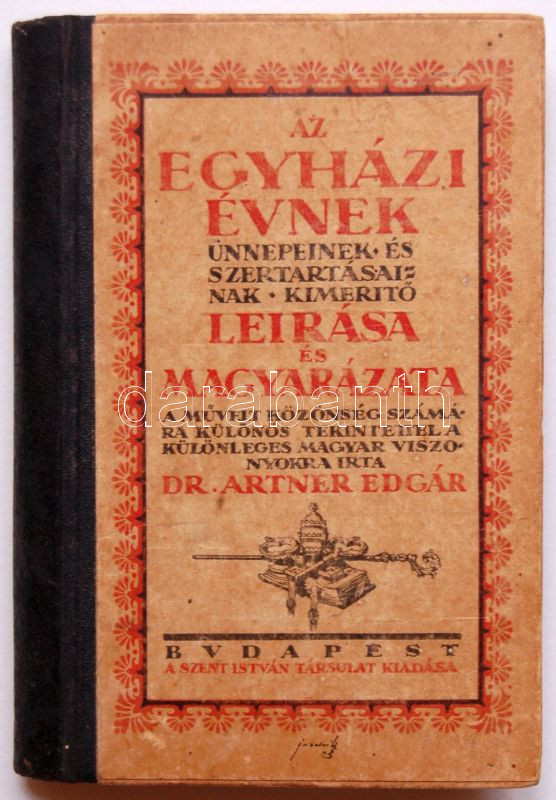 AZ
EGYHÁZI
ÉVNEK
ÜNNEPEINEK · ÉS
SZERTARTÁSAI=
NAK · KIMERITŐ
LEIRÁSA
ÉS
MAGYARÁZATA
darabanth
A MŰVELT KÖZÖNSÉG SZÁMÁ-
RA KÜLÖNÖS TEKINTETTEL A
KÜLÖNLEGES MAGYAR VISZO-
NYOKRA IRTA
DR. ARTNER EDGÁR
BVDAPEST
A SZENT ISTVÁN TÁRSULAT KIADÁSA